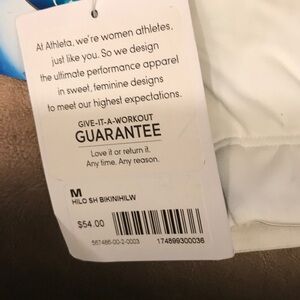 At Athleta, we're women athletes,
just like you. So we design
the ultimate performance apparel
in sweet, feminine designs
to meet our highest expectations.
GIVE-IT-A-WORKOUT
GUARANTEE
Love it or return it.
Any time. Any reason.
M
HILO SH BIKINIHILW
$54.00
567486-00-2-0003 174899300036